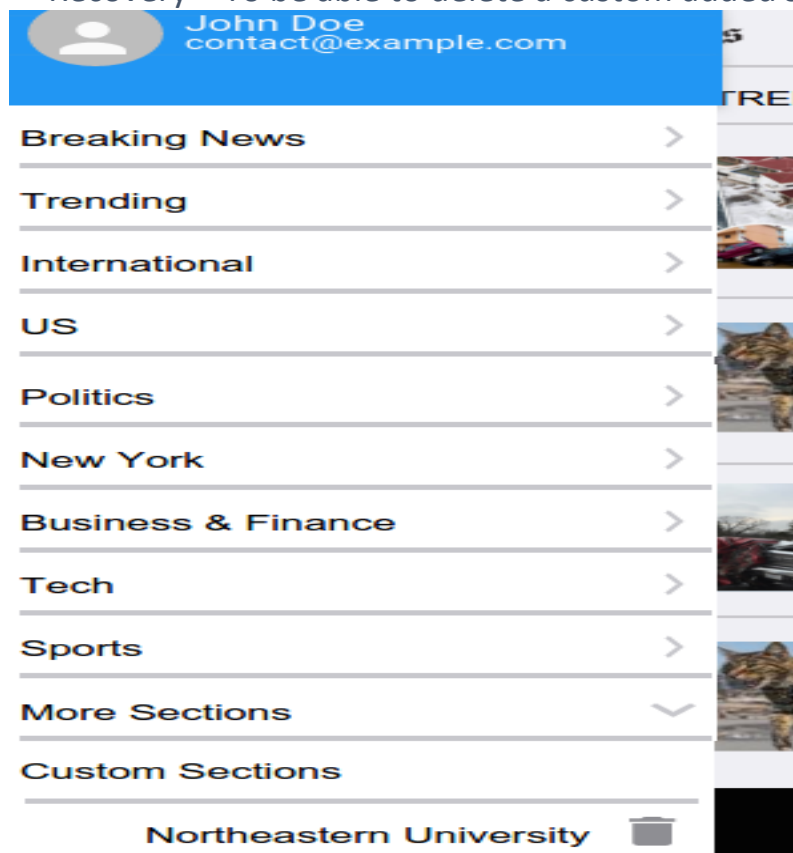 John Doe
contact@example.com
TRE
Breaking News
Trending
International
US
Politics
New York
Business & Finance
Tech
Sports
More Sections
Custom Sections
Northeastern University